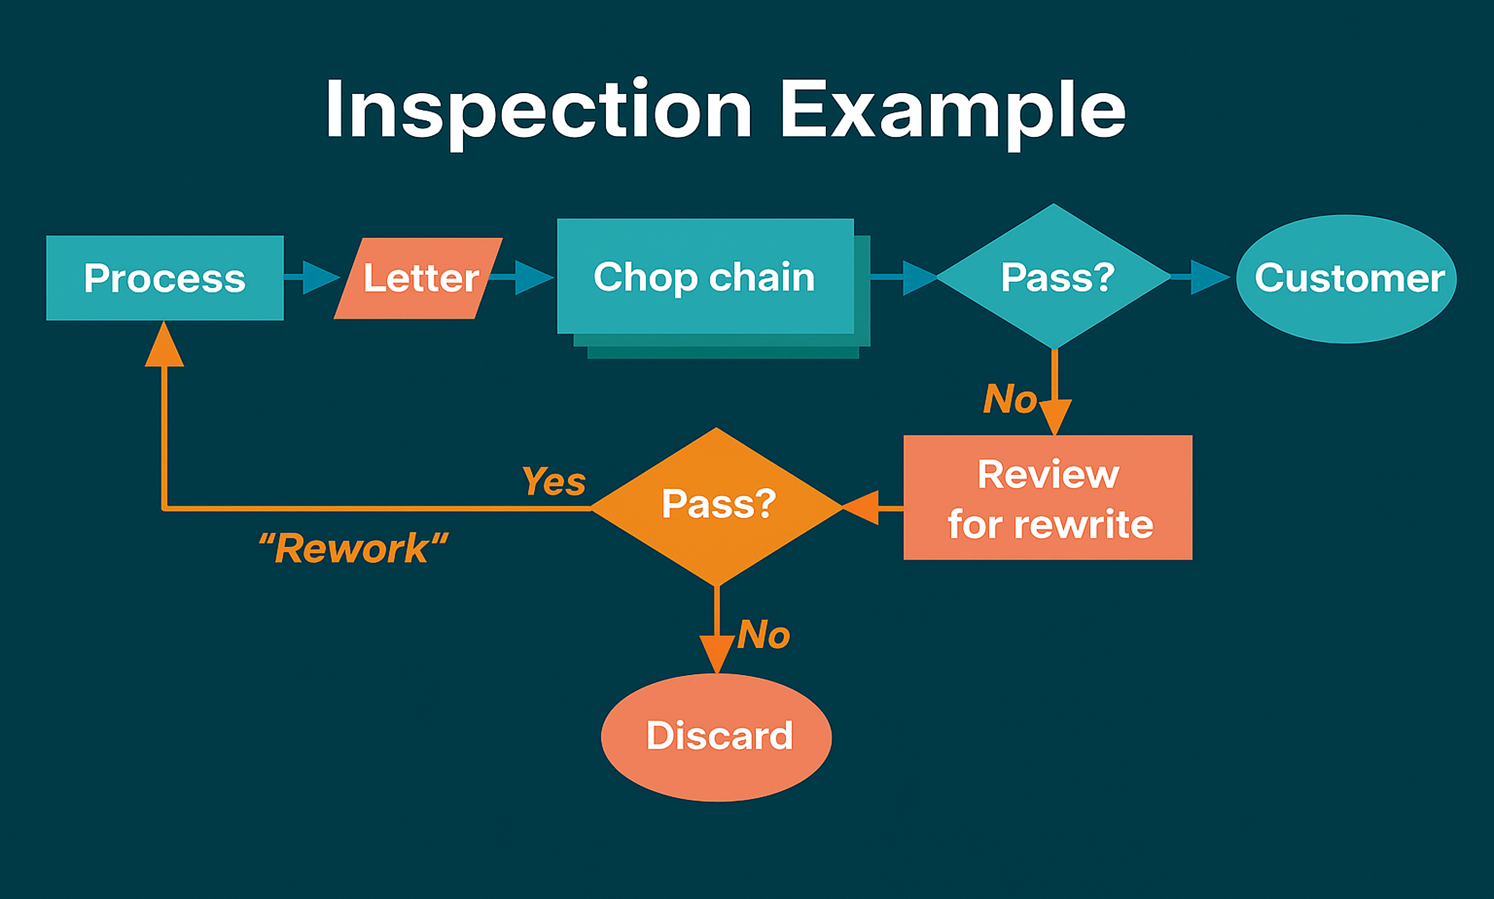 Inspection Example
Process
Letter
Chop chain
Pass?
Customer
No
Review
for rewrite
Pass?
Yes
“Rework“
No
Discard